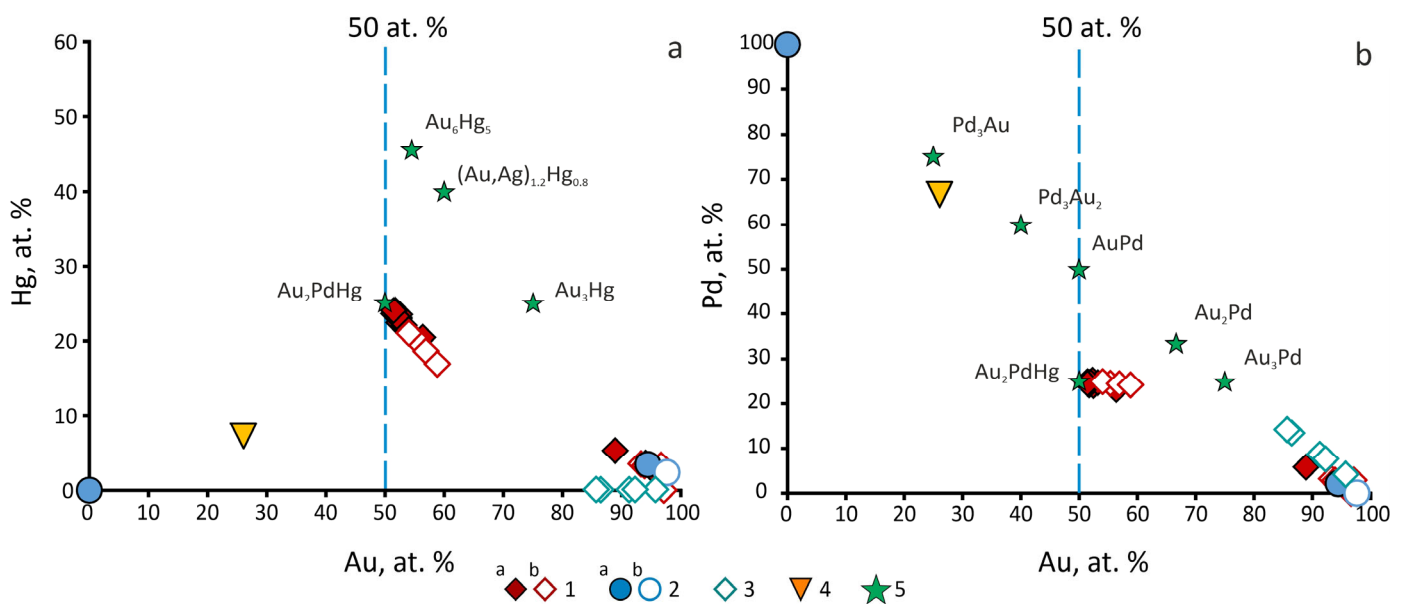 50 at. %
a
60
50
40
30
20
10
0
Hg, at. %
Au₆Hg₅
(Au,Ag)₁.₂Hg₀.₈
Au₂PdHg
Au₃Hg
0 10 20 30 40 50 60 70 80 90 100
Au, at. %
50 at. %
b
100
90
80
70
60
50
40
30
20
10
0
Pd, at. %
Pd₃Au
Pd₃Au₂
AuPd
Au₂Pd
Au₂PdHg
Au₃Pd
0 10 20 30 40 50 60 70 80 90 100
Au, at. %
a b 1 a b 2 3 4 5